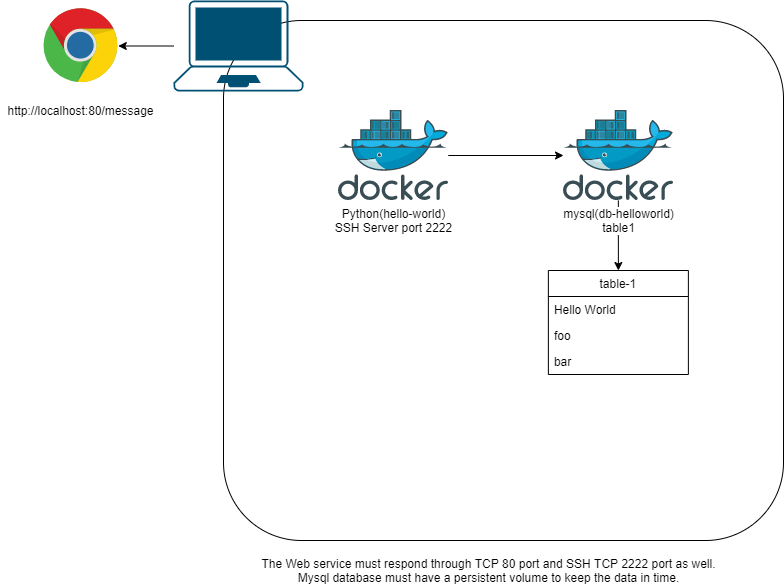 http://localhost:80/message
docker
docker
Python(hello-world)
SSH Server port 2222
mysql(db-helloworld)
table1
table-1
Hello World
foo
bar
The Web service must respond through TCP 80 port and SSH TCP 2222 port as well.
Mysql database must have a persistent volume to keep the data in time.